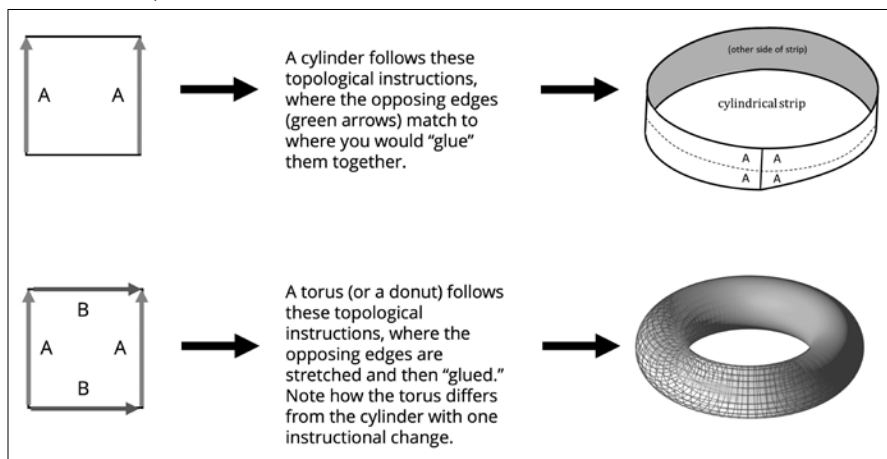 A A
A cylinder follows these
topological instructions,
where the opposing edges
(green arrows) match to
where you would “glue”
them together.
(other side of strip)
cylindrical strip
A A
A A
B
A A
B
A torus (or a donut) follows
these topological
instructions, where the
opposing edges are
stretched and then “glued.”
Note how the torus differs
from the cylinder with one
instructional change.